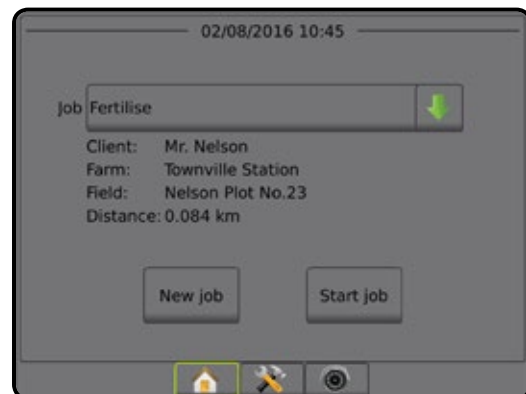 02/08/2016 10:45
Job Fertilise
Client: Mr. Nelson
Farm: Townville Station
Field: Nelson Plot No.23
Distance: 0.084 km
New job Start job